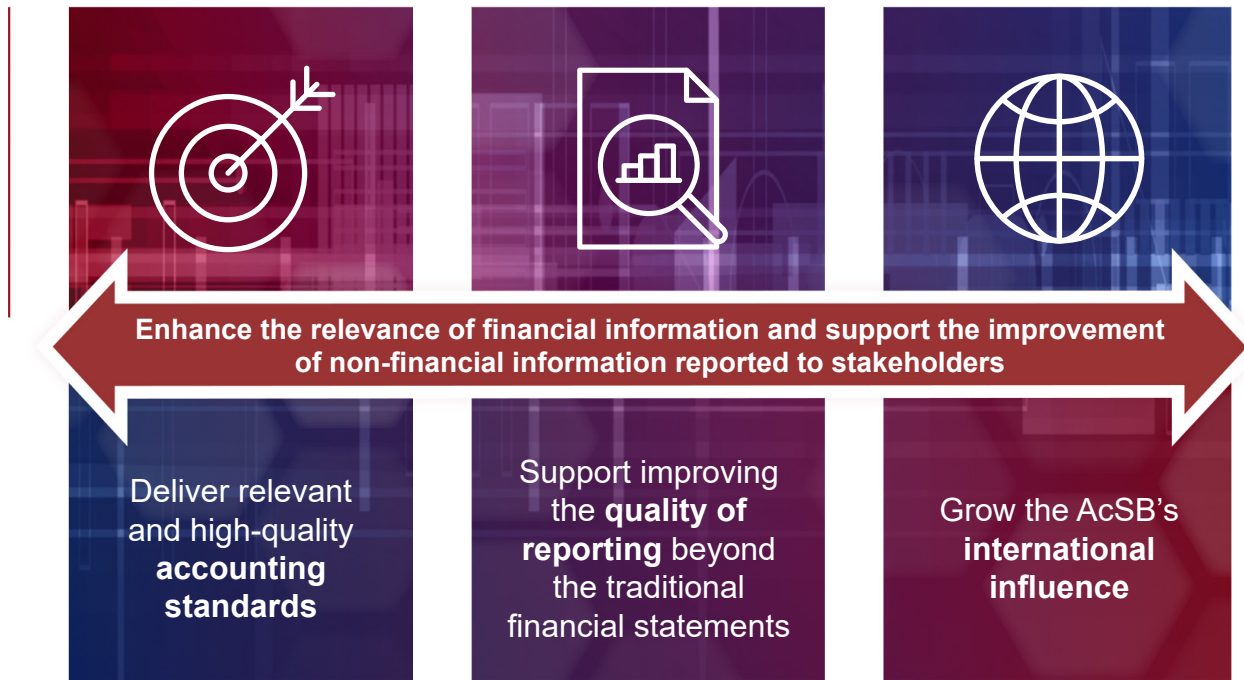 Enhance the relevance of financial information and support the improvement
of non-financial information reported to stakeholders
Deliver relevant
and high-quality
accounting
standards
Support improving
the quality of
reporting beyond
the traditional
financial statements
Grow the AcSB’s
international
influence